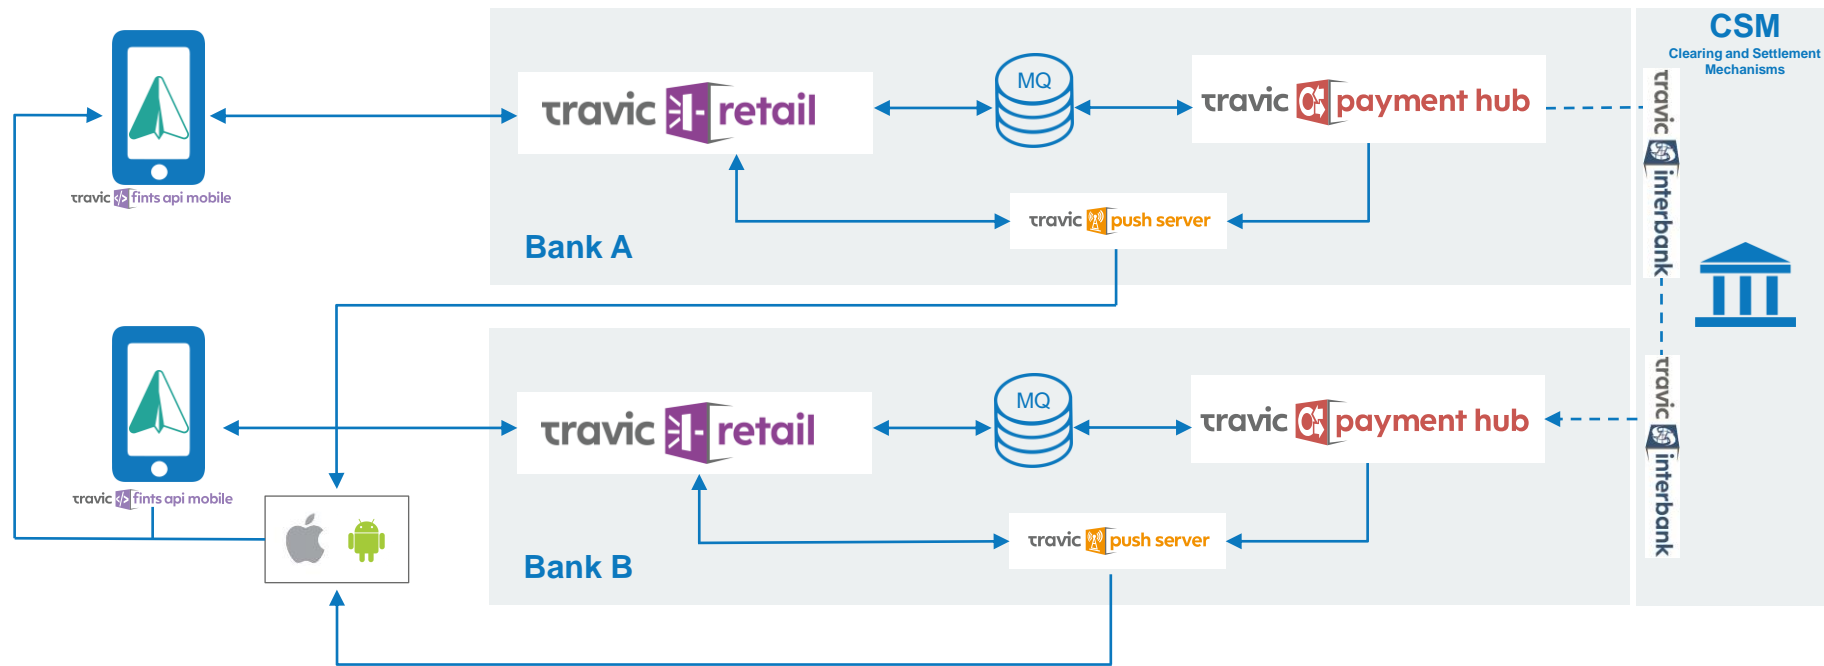 CSM
Clearing and Settlement
Mechanisms
travic retail
MQ
travic payment hub
travic interbank
travic fints api mobile
travic push server
Bank A
travic retail
MQ
travic payment hub
travic interbank
travic fints api mobile
travic push server
Bank B